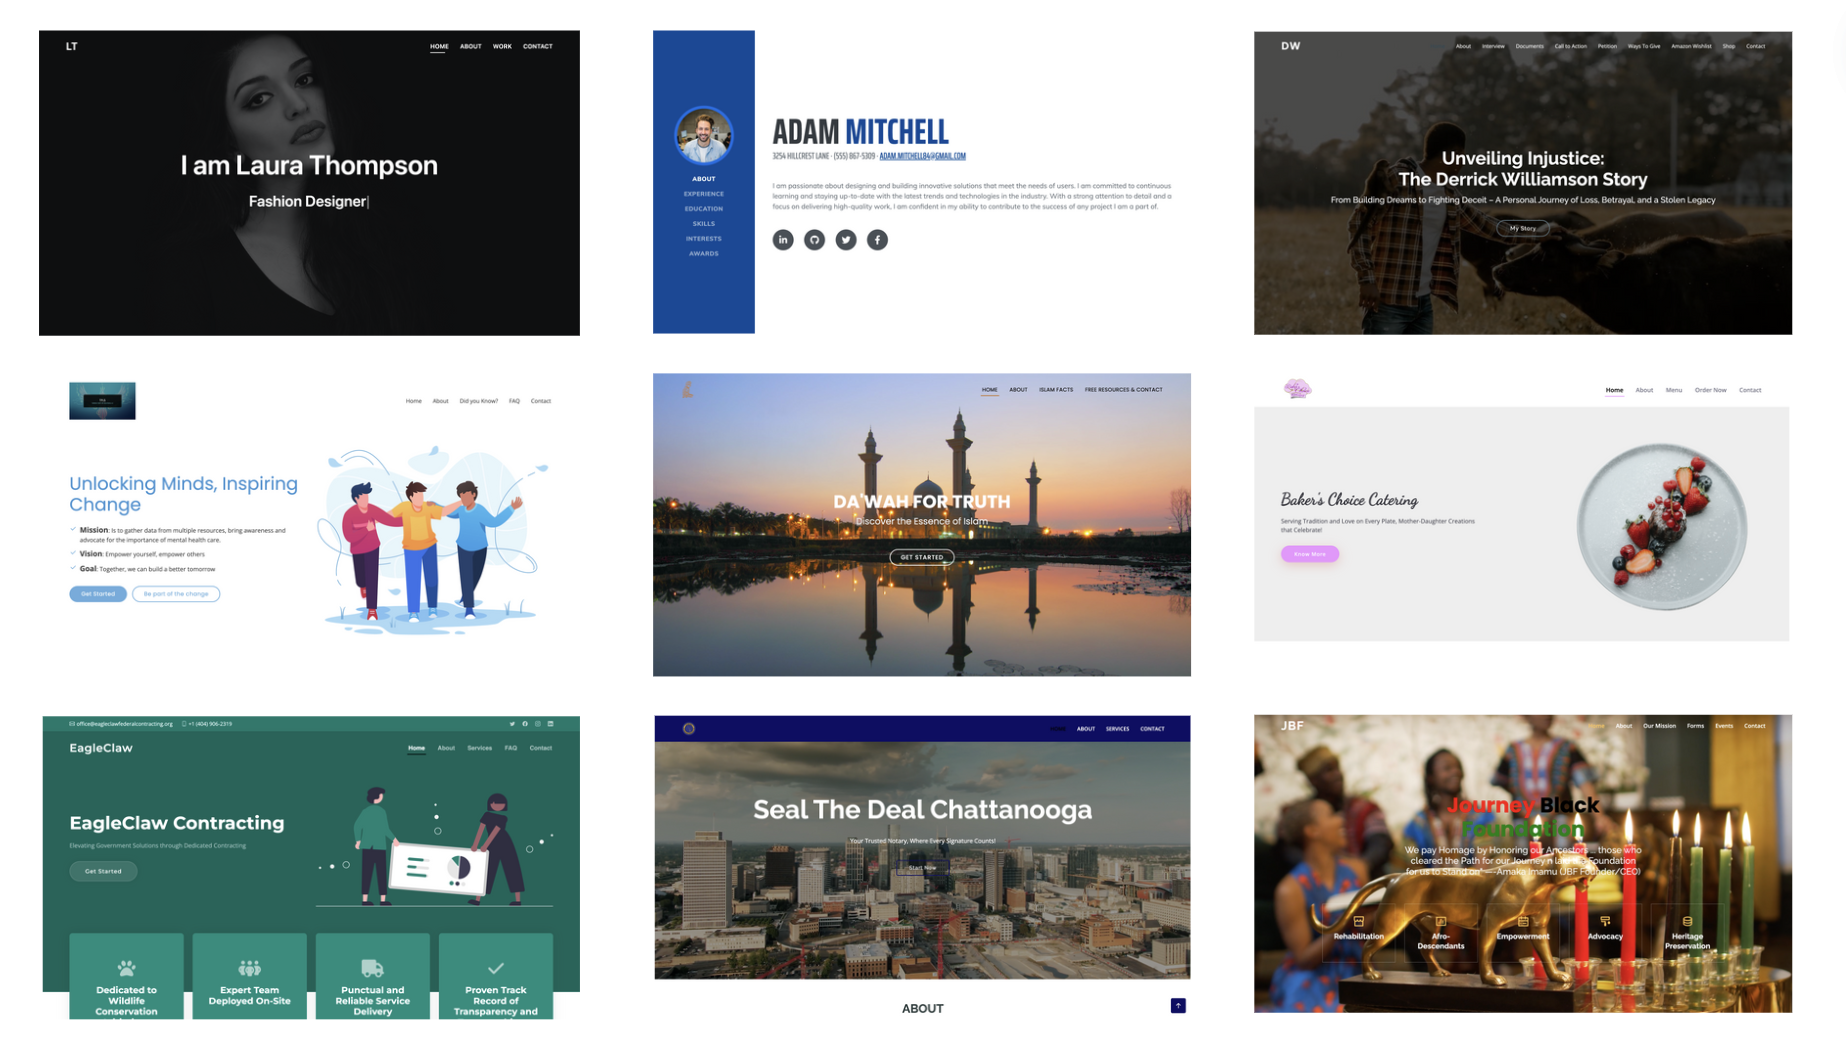 LT
HOME ABOUT WORK CONTACT
I am Laura Thompson
Fashion Designer|
ABOUT
EXPERIENCE
EDUCATION
SKILLS
INTERESTS
AWARDS
ADAM MITCHELL
3254 HILLCREST LANE · (555) 867-5309 · ADAM.MITCHELL84@GMAIL.COM
I am passionate about designing and building innovative solutions that meet the needs of users. I am committed to continuous
learning and staying up-to-date with the latest trends and technologies in the industry. With a strong attention to detail and a
focus on delivering high-quality work, I am confident in my ability to contribute to the success of any project I am a part of.
DW
About Interview Documents Call to Action Petition Ways To Give Amazon Wishlist Shop Contact
Unveiling Injustice:
The Derrick Williamson Story
From Building Dreams to Fighting Deceit – A Personal Journey of Loss, Betrayal, and a Stolen Legacy
My Story
Home About Did you Know? FAQ Contact
Unlocking Minds, Inspiring
Change
Mission: Is to gather data from multiple resources, bring awareness and
advocate for the importance of mental health care.
Vision: Empower yourself, empower others
Goal: Together, we can build a better tomorrow
Get Started Be part of the change
HOME ABOUT ISLAM FACTS FREE RESOURCES & CONTACT
DA'WAH FOR TRUTH
Discover the Essence of Islam
GET STARTED
Home About Menu Order Now Contact
Baker's Choice Catering
Serving Tradition and Love on Every Plate, Mother-Daughter Creations
that Celebrate!
Know More
office@eagleclawfederalcontracting.org +1 (404) 906-2319
EagleClaw
Home About Services FAQ Contact
EagleClaw Contracting
Elevating Government Solutions through Dedicated Contracting
Get Started
Dedicated to
Wildlife
Conservation
Expert Team
Deployed On-Site
Punctual and
Reliable Service
Delivery
Proven Track
Record of
Transparency and
HOME ABOUT SERVICES CONTACT
Seal The Deal Chattanooga
Your Trusted Notary, Where Every Signature Counts!
Start Now
ABOUT
JBF
Home About Our Mission Forms Events Contact
Journey Black
Foundation
We pay Homage by Honoring our Ancestors ... those who
cleared the Path for our Journey n laid the Foundation
for us to Stand on" ~-Amaka Imamu (JBF Founder/CEO)
Rehabilitation
Afro-
Descendants
Empowerment
Advocacy
Heritage
Preservation